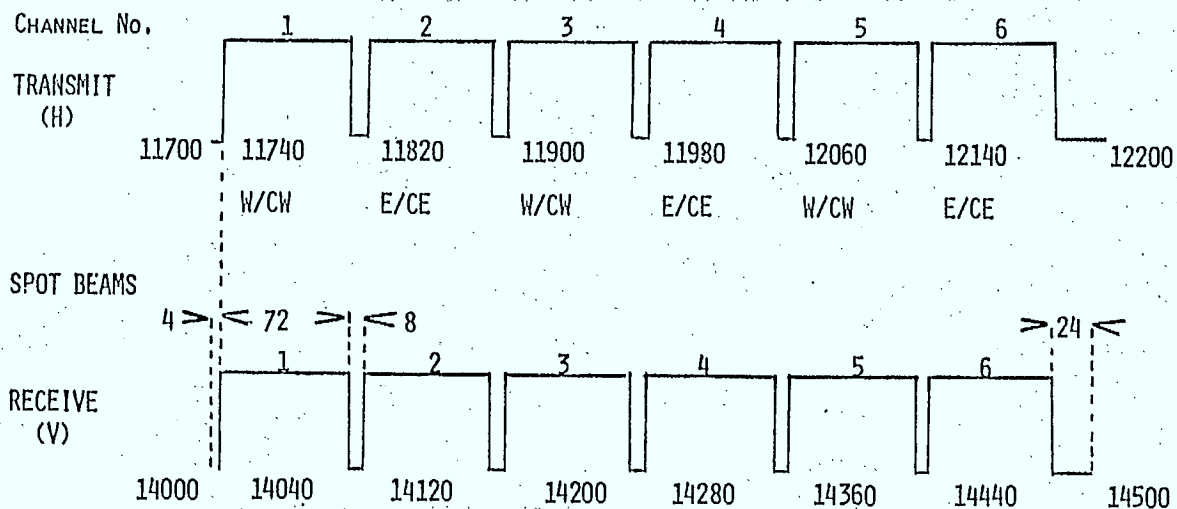 CHANNEL No. 1 2 3 4 5 6
TRANSMIT
(H)
11700 11740 11820 11900 11980 12060 12140 12200
W/CW E/CE W/CW E/CE W/CW E/CE
SPOT BEAMS
4 > < 72 > < 8 > 24 <
1 2 3 4 5 6
RECEIVE
(V)
14000 14040 14120 14200 14280 14360 14440 14500